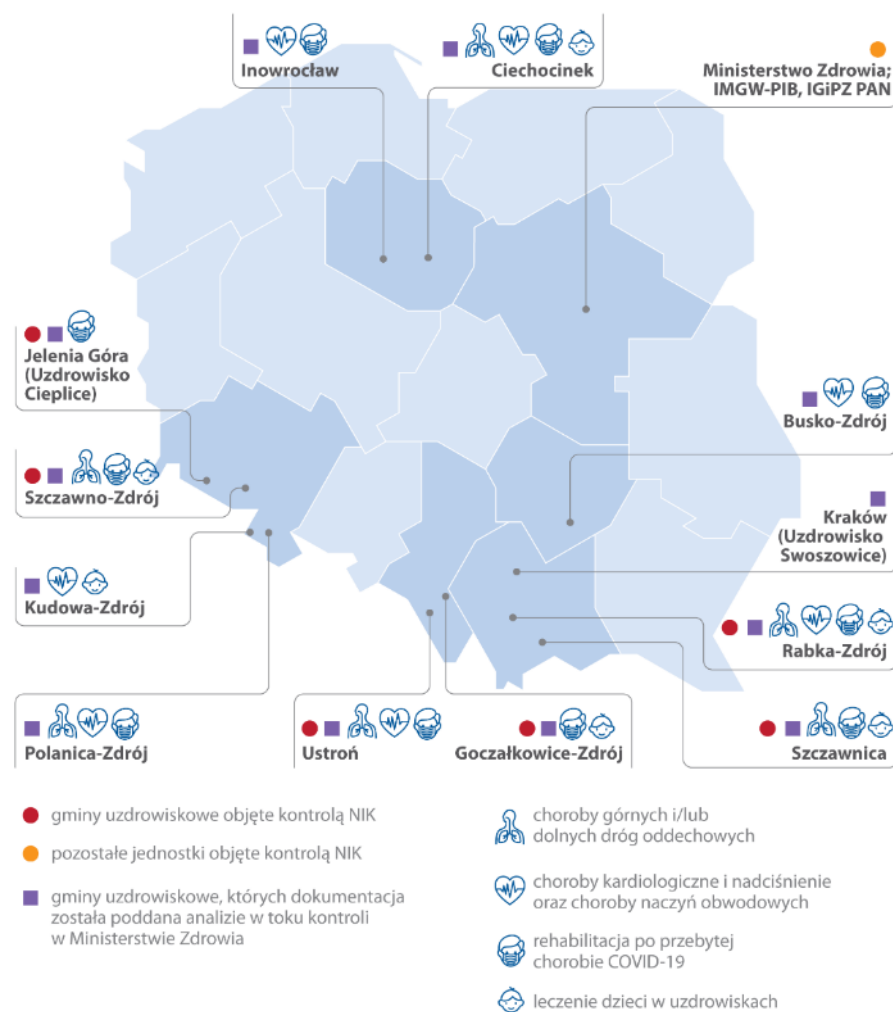 Inowrocław
Ciechocinek
Ministerstwo Zdrowia;
IMGW-PIB, IGiPZ PAN
Jelenia Góra
(Uzdrowisko
Cieplice)
Busko-Zdrój
Szczawno-Zdrój
Kraków
(Uzdrowisko
Swoszowice)
Kudowa-Zdrój
Rabka-Zdrój
Polanica-Zdrój
Ustroń
Goczałkowice-Zdrój
Szczawnica
gminy uzdrowiskowe objęte kontrolą NIK
pozostałe jednostki objęte kontrolą NIK
gminy uzdrowiskowe, których dokumentacja
została poddana analizie w toku kontroli
w Ministerstwie Zdrowia
choroby górnych i/lub
dolnych dróg oddechowych
choroby kardiologiczne i nadciśnienie
oraz choroby naczyń obwodowych
rehabilitacja po przebytej
chorobie COVID-19
leczenie dzieci w uzdrowiskach